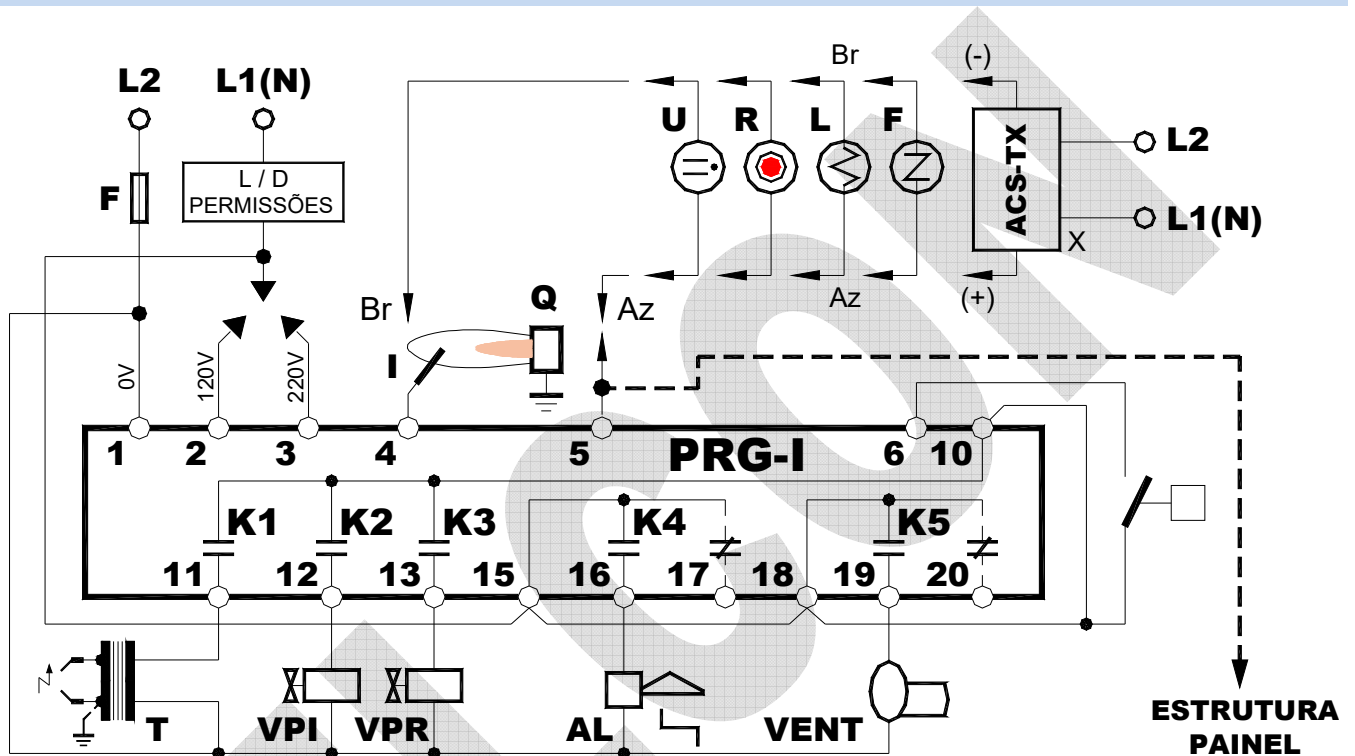 L2 L1(N)
F
L / D
PERMISSÕES
U R L F
Br
(-)
ACS-TX
X
L2
L1(N)
Br
I
Q
Az
Az
(+)
0V
120V
220V
1 2 3 4 5 PRG-I 6 10
K1 K2 K3 K4 K5
11 12 13 15 16 17 18 19 20
T VPI VPR AL VENT
ESTRUTURA
PAINEL